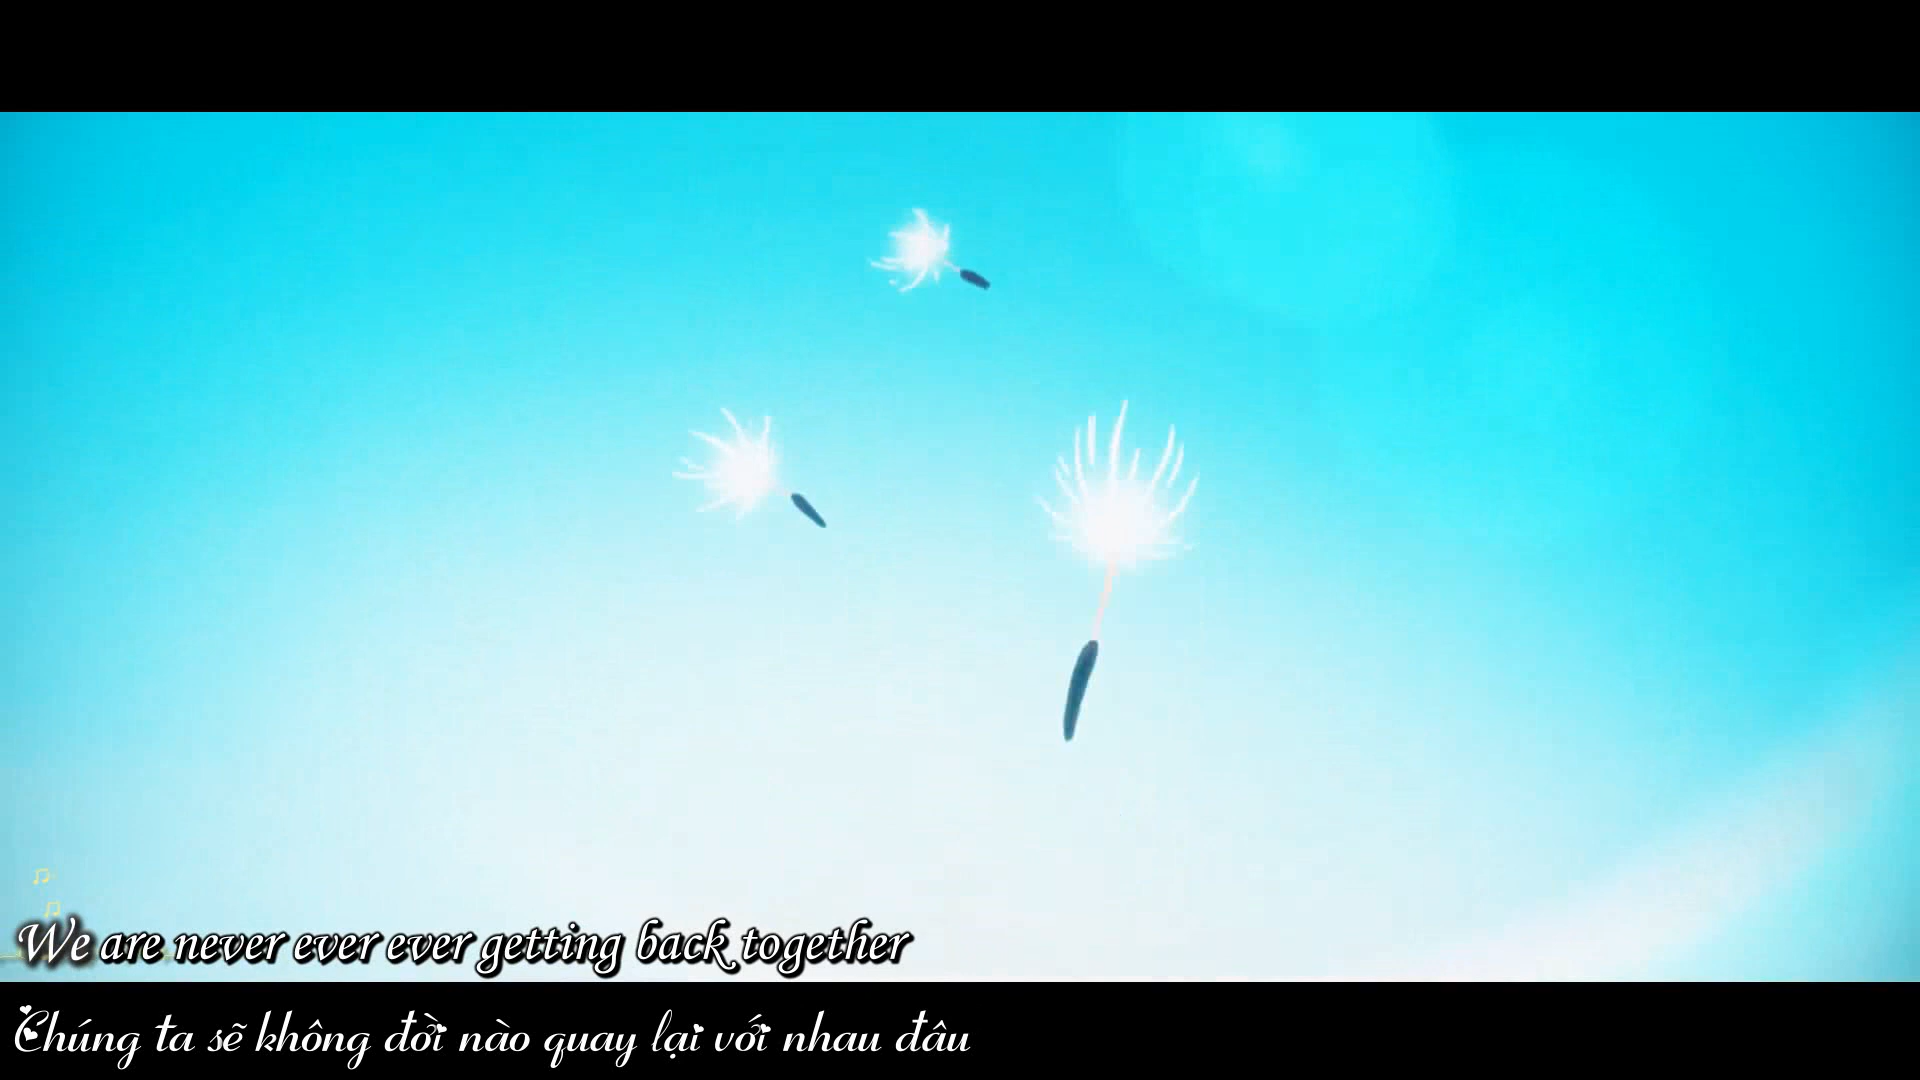 We are never ever ever getting back together
Chúng ta sẽ không đời nào quay lại với nhau đâu